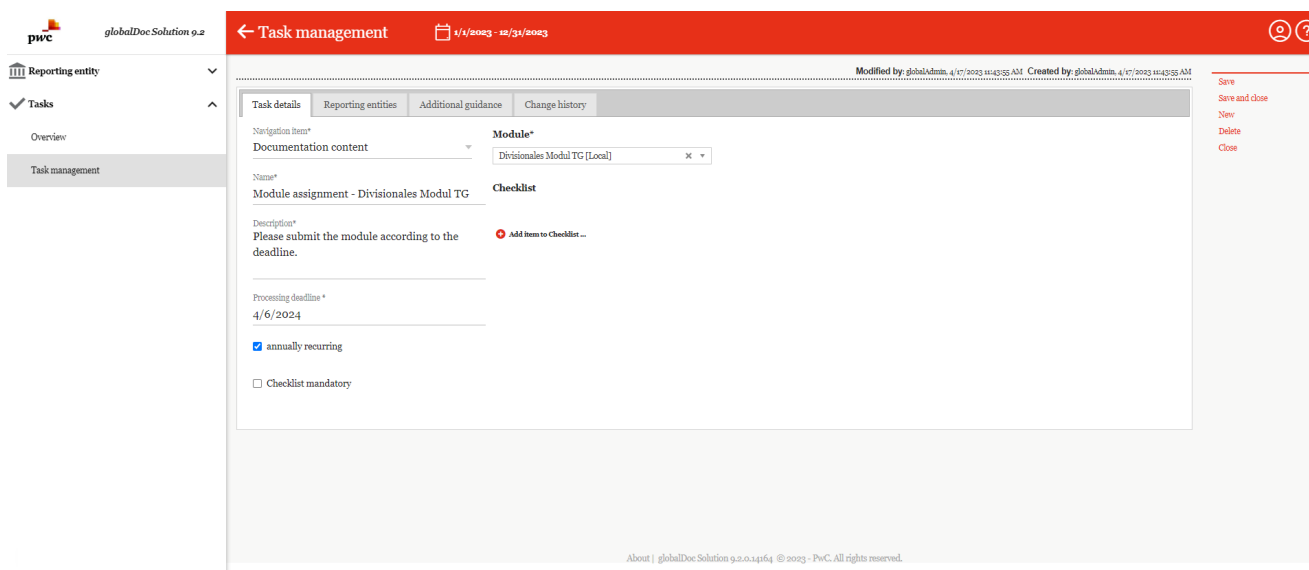 pwc
globalDoc Solution 9.2
Task management
1/1/2023 - 12/31/2023
?
Reporting entity
Tasks
Overview
Task management
Modified by: globalAdmin, 4/17/2023 11:43:55 AM Created by: globalAdmin, 4/17/2023 11:43:55 AM
Task details
Reporting entities
Additional guidance
Change history
Navigation item*
Documentation content
Name*
Module assignment - Divisionales Modul TG
Description*
Please submit the module according to the
deadline.
Processing deadline *
4/6/2024
annually recurring
Checklist mandatory
Module*
Divisionales Modul TG [Local]
Checklist
Add item to Checklist ...
Save
Save and close
New
Delete
Close
About | globalDoc Solution 9.2.0.14164 © 2023 - PwC. All rights reserved.